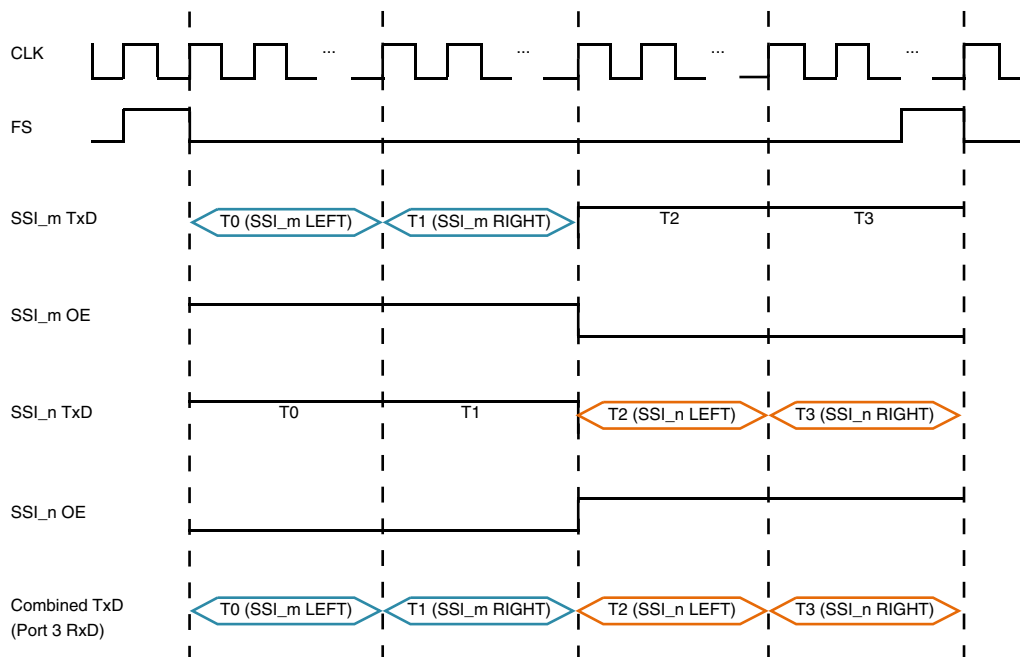 CLK ... ... ... ...
FS
SSI_m TxD T0 (SSI_m LEFT) T1 (SSI_m RIGHT) T2 T3
SSI_m OE
SSI_n TxD T0 T1 T2 (SSI_n LEFT) T3 (SSI_n RIGHT)
SSI_n OE
Combined TxD T0 (SSI_m LEFT) T1 (SSI_m RIGHT) T2 (SSI_n LEFT) T3 (SSI_n RIGHT)
(Port 3 RxD)